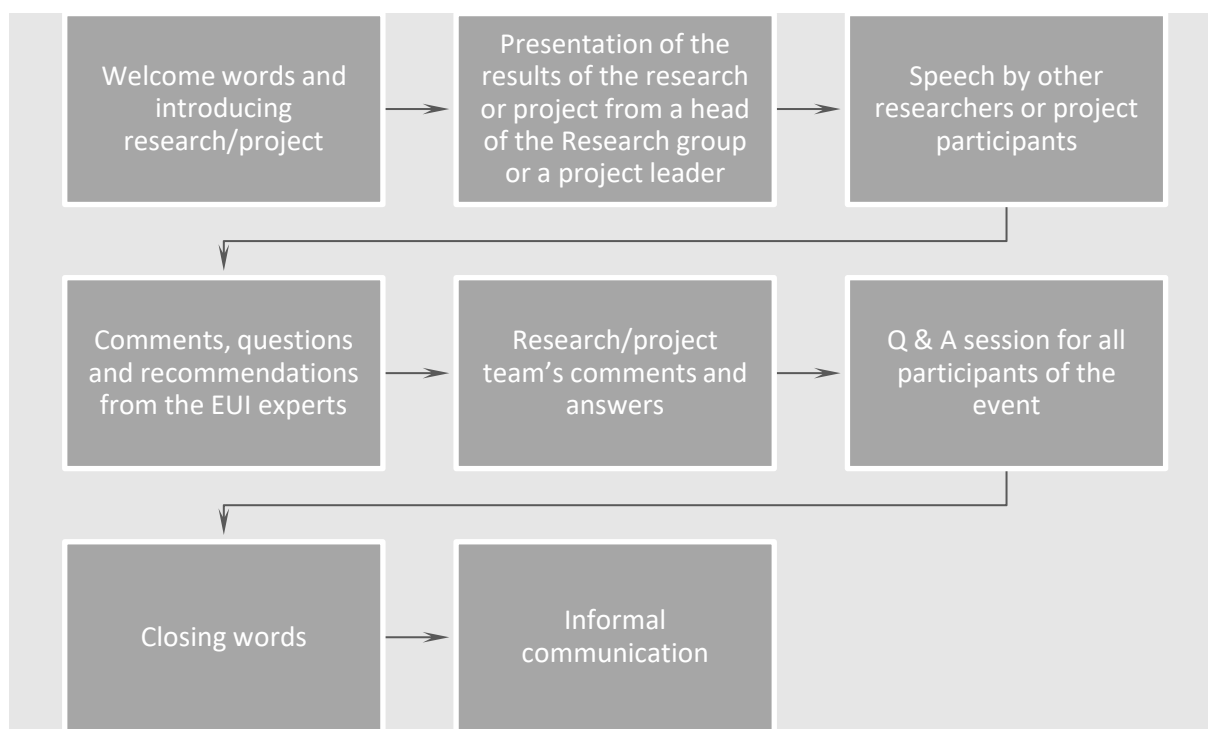 Welcome words and
introducing
research/project
Presentation of the
results of the research
or project from a head
of the Research group
or a project leader
Speech by other
researchers or project
participants
Comments, questions
and recommendations
from the EUI experts
Research/project
team’s comments and
answers
Q & A session for all
participants of the
event
Closing words
Informal
communication